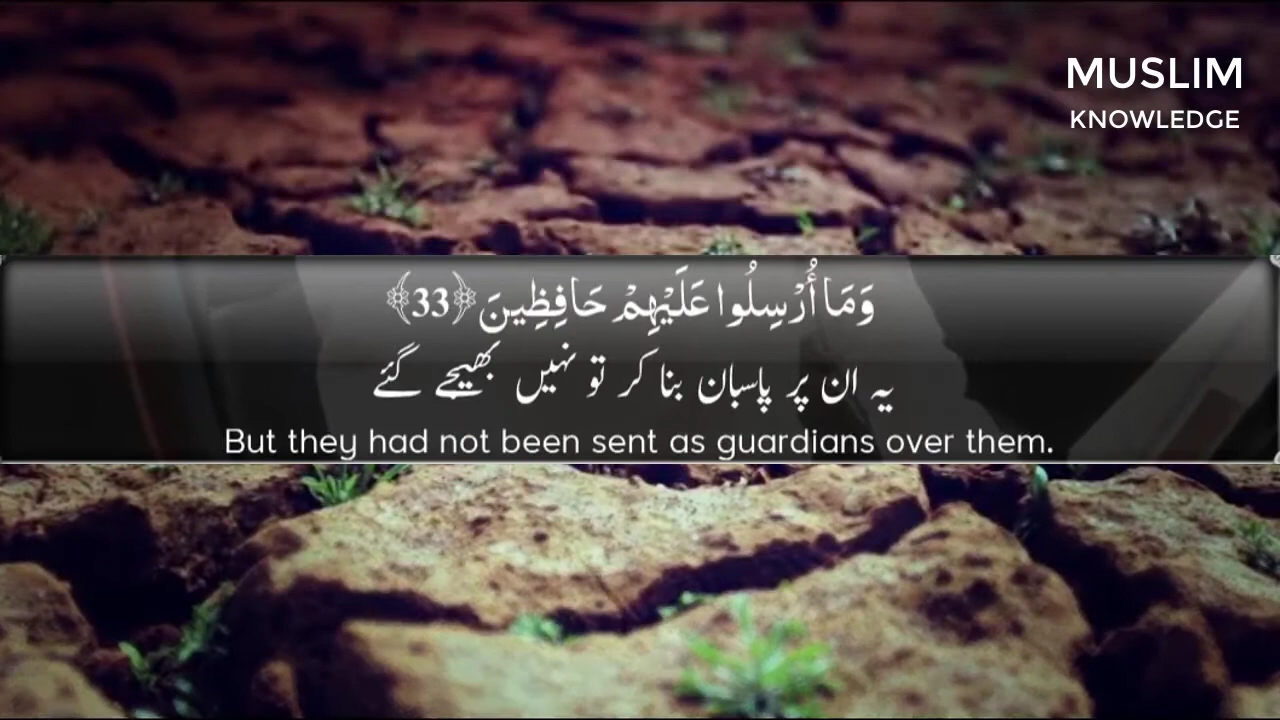 MUSLIM
KNOWLEDGE
وَمَا أُرْسِلُوا عَلَيْهِمْ حَافِظِينَ ﴿33﴾
یہ ان پر پاسبان بنا کر تو نہیں بھیجے گئے
But they had not been sent as guardians over them.